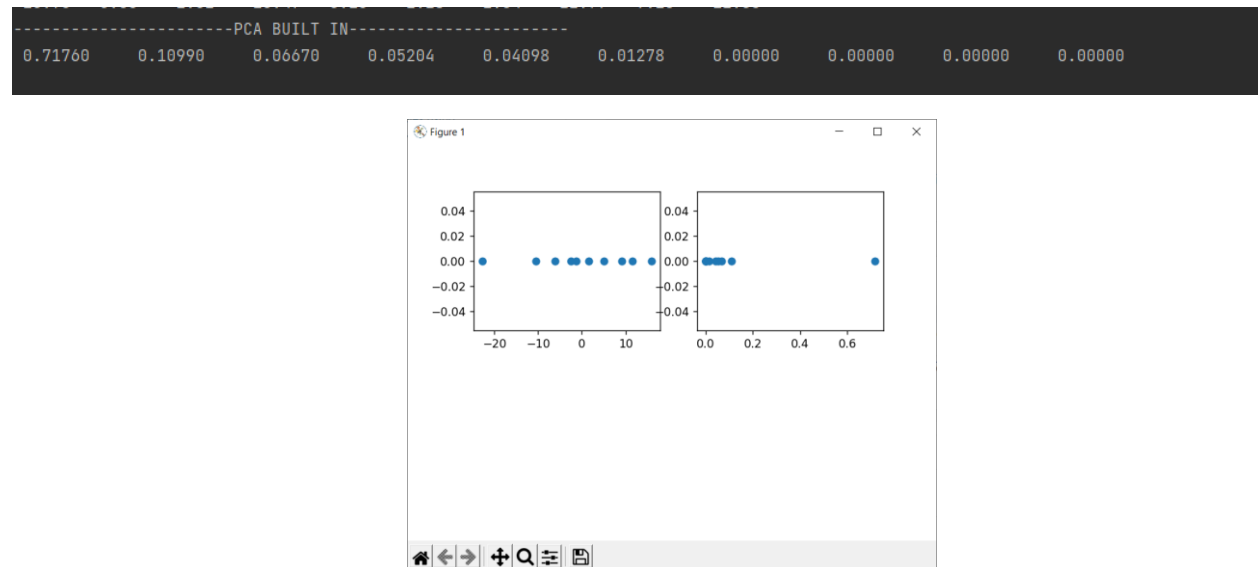 -----------------------PCA BUILT IN-----------------------
0.71760 0.10990 0.06670 0.05204 0.04098 0.01278 0.00000 0.00000 0.00000 0.00000
Figure 1
0.04 0.04
0.02 0.02
0.00 0.00
−0.02 −0.02
−0.04 −0.04
−20 −10 0 10 0.0 0.2 0.4 0.6